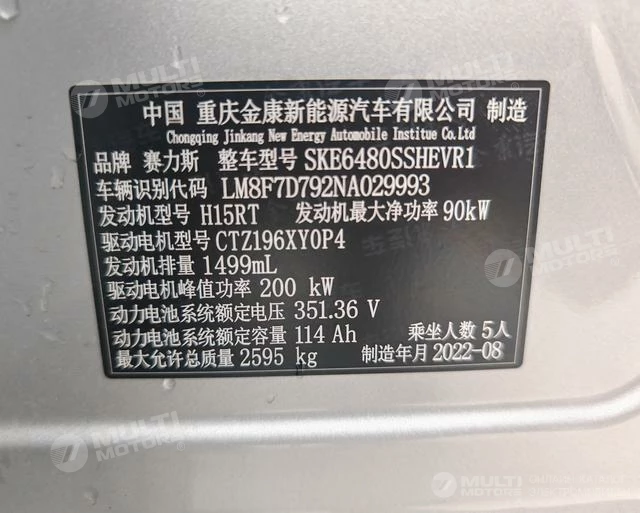 MULTI
MOTORS
中国 重庆金康新能源汽车有限公司 制造
Chongqing Jinkang New Energy Automobile Institue Co.Ltd
品牌 赛力斯 整车型号 SKE6480SSHEVR1
车辆识别代码 LM8F7D792NA029993
发动机型号 H15RT 发动机最大净功率 90kW
驱动电机型号 CTZ196XY0P4
发动机排量 1499mL
驱动电机峰值功率 200 kW
动力电池系统额定电压 351.36 V
动力电池系统额定容量 114 Ah 乘坐人数 5人
最大允许总质量 2595 kg 制造年月 2022-08
MULTI
MOTORS
MULTI
MOTORS